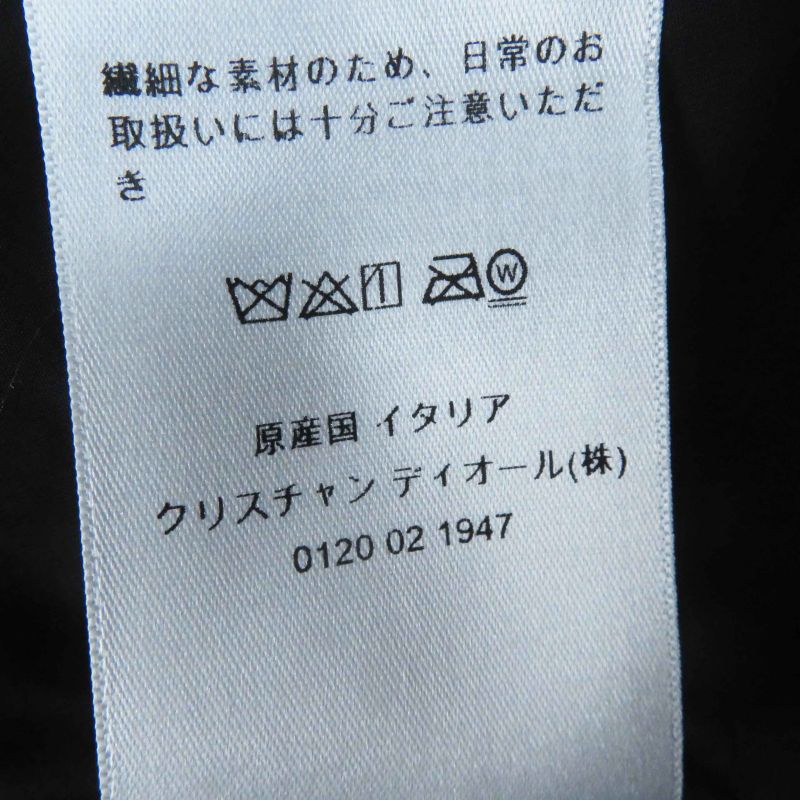 繊細な素材のため、日常のお
取扱いには十分ご注意いただ
き
W
原産国 イタリア
クリスチャン ディオール(株)
0120 02 1947